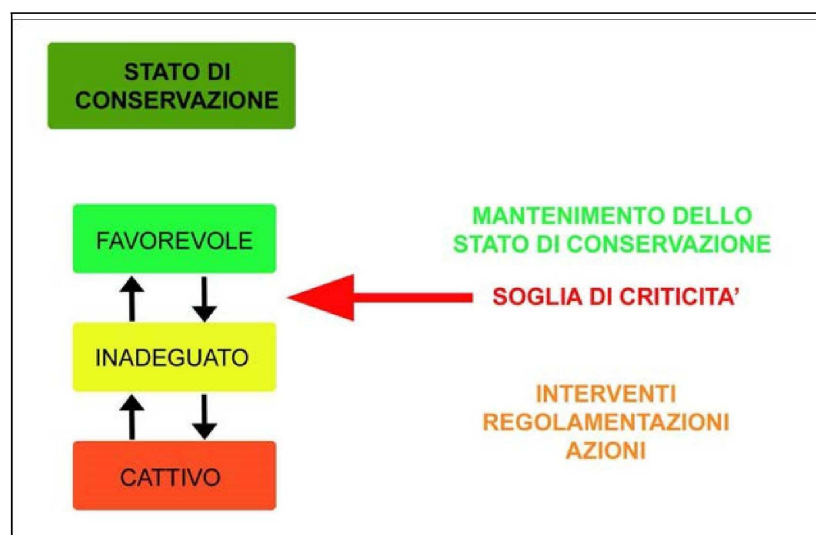 STATO DI
CONSERVAZIONE
FAVOREVOLE
MANTENIMENTO DELLO
STATO DI CONSERVAZIONE
SOGLIA DI CRITICITA'
INADEGUATO
INTERVENTI
REGOLAMENTAZIONI
AZIONI
CATTIVO